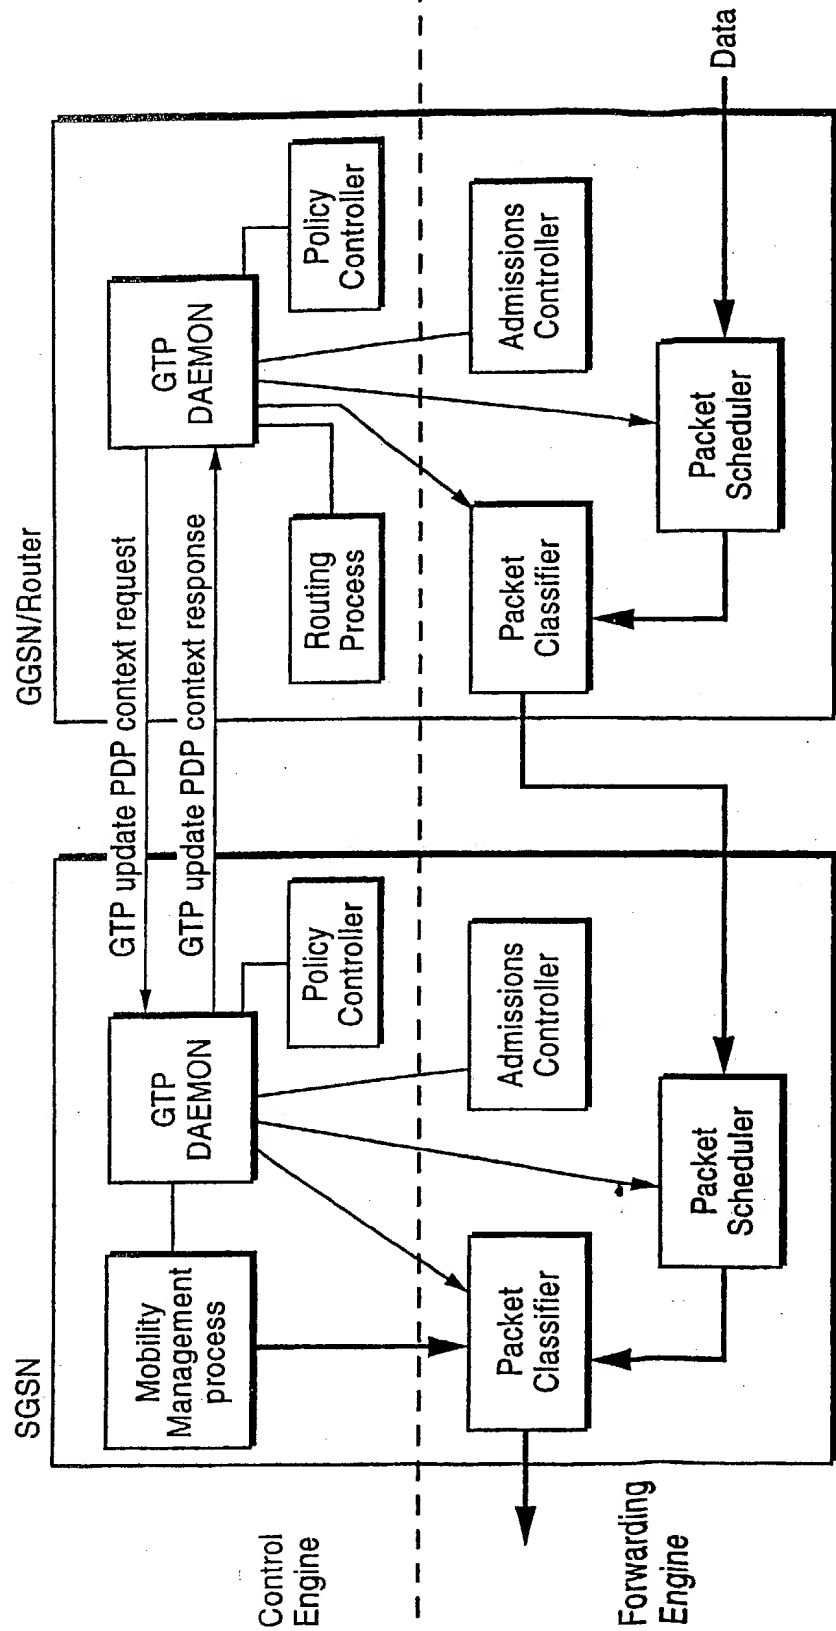 SGSN
GGSN/Router
Control
Engine
Mobility
Management
process
GTP
DAEMON
Policy
Controller
GTP update PDP context request
GTP update PDP context response
Routing
Process
GTP
DAEMON
Policy
Controller
Forwarding
Engine
Packet
Classifier
Admissions
Controller
Packet
Scheduler
Packet
Classifier
Admissions
Controller
Packet
Scheduler
Data